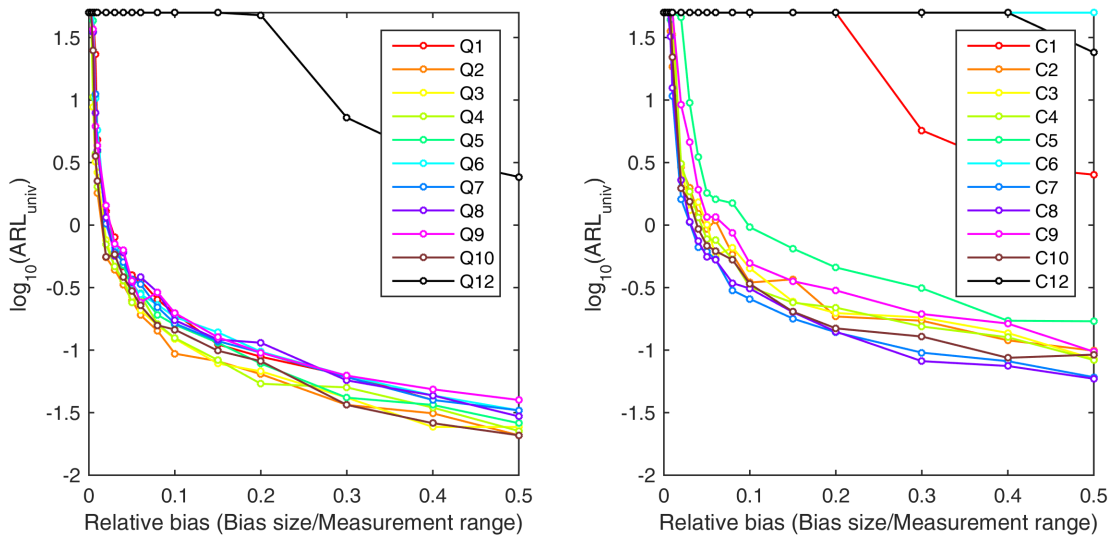 1.5
1
0.5
0
-0.5
-1
-1.5
-2
log10(ARLuniv)
0 0.1 0.2 0.3 0.4 0.5
Relative bias (Bias size/Measurement range)
Q1
Q2
Q3
Q4
Q5
Q6
Q7
Q8
Q9
Q10
Q12
1.5
1
0.5
0
-0.5
-1
-1.5
-2
log10(ARLuniv)
0 0.1 0.2 0.3 0.4 0.5
Relative bias (Bias size/Measurement range)
C1
C2
C3
C4
C5
C6
C7
C8
C9
C10
C12